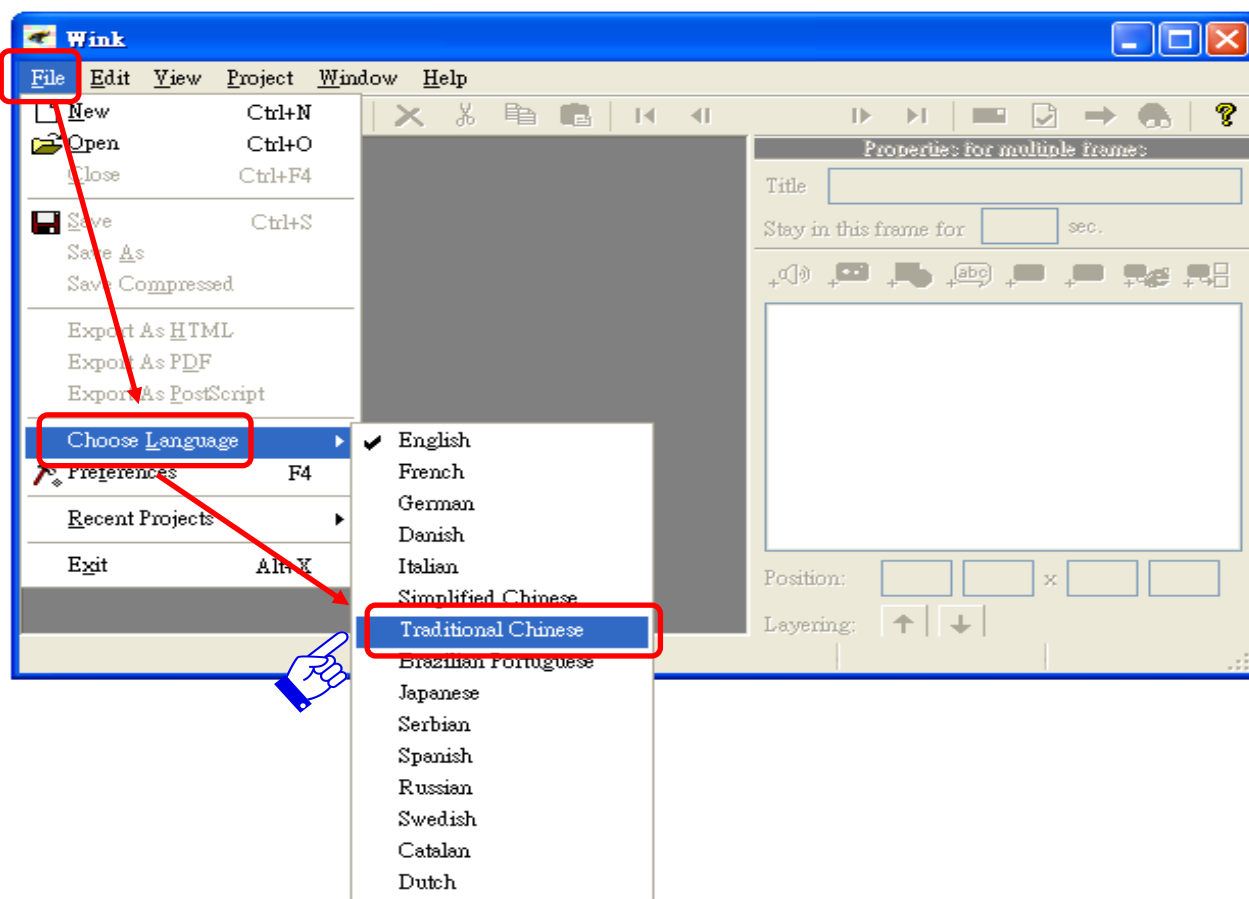 Wink
File Edit View Project Window Help
New Ctrl+N
Open Ctrl+O
Close Ctrl+F4
Save Ctrl+S
Save As
Save Compressed
Export As HTML
Export As PDF
Export As PostScript
Choose Language
Preferences F4
Recent Projects
Exit Alt+X
English
French
German
Danish
Italian
Simplified Chinese
Traditional Chinese
Brazilian Portuguese
Japanese
Serbian
Spanish
Russian
Swedish
Catalan
Dutch
Properties for multiple frames
Title
Stay in this frame for sec.
abc
Position: x
Layering: